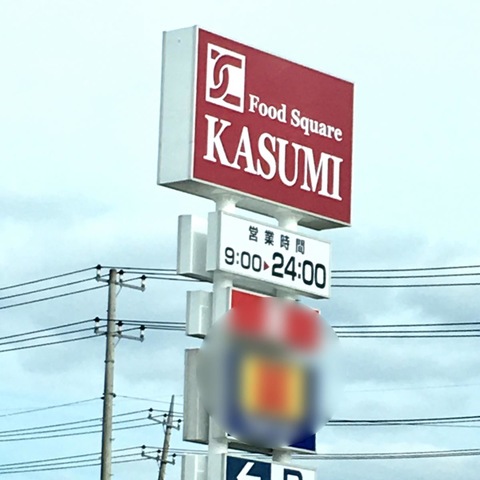 Food Square
KASUMI
営業時間
9:00▶24:00
P